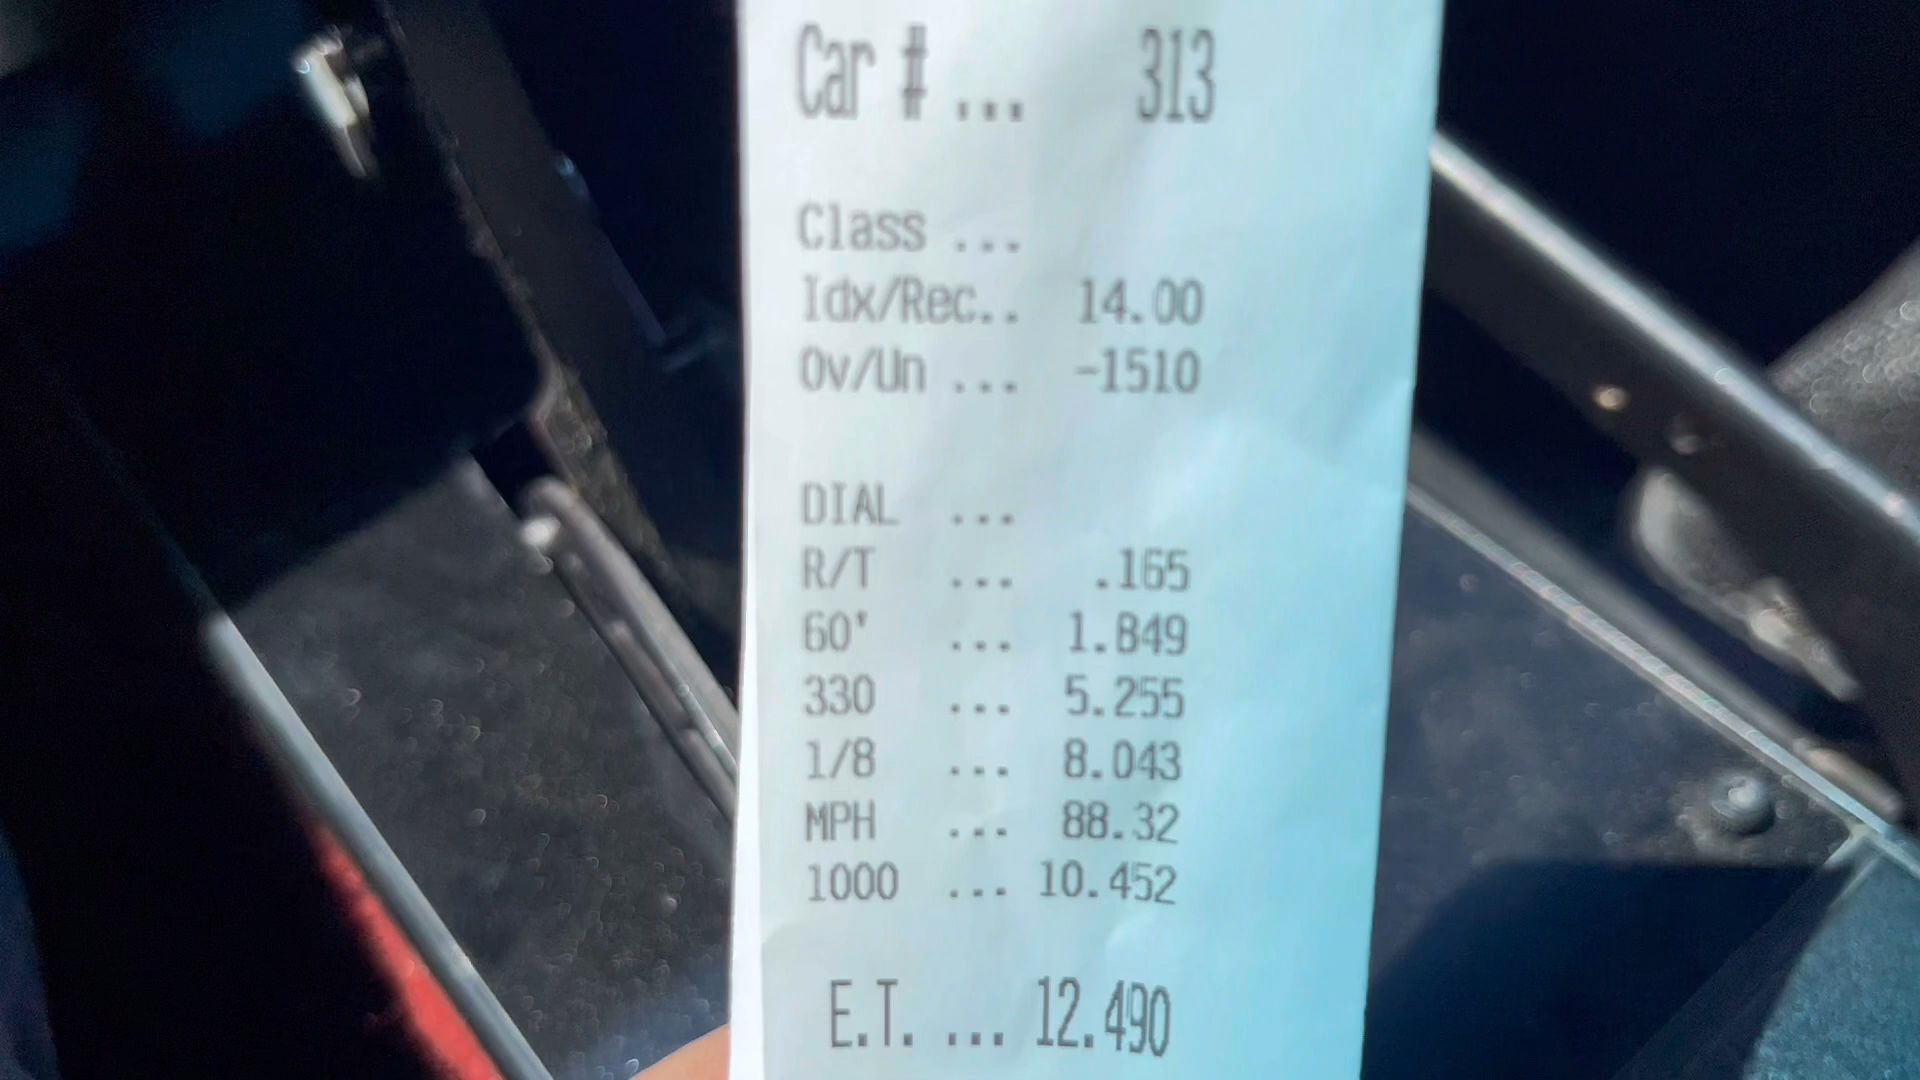 Car # ... 313
Class ...
Idx/Rec.. 14.00
Ov/Un ... -1510
DIAL ...
R/T ... .165
60' ... 1.849
330 ... 5.255
1/8 ... 8.043
MPH ... 88.32
1000 ... 10.452
E.T. ... 12.490